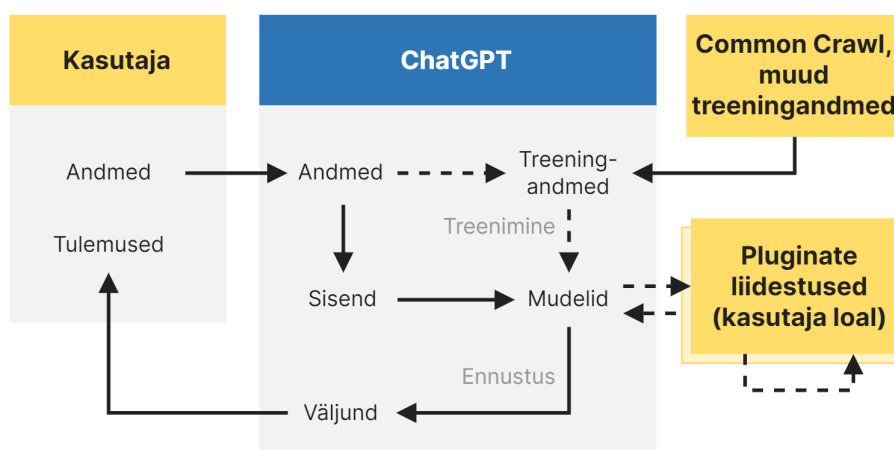 Kasutaja
ChatGPT
Common Crawl,
muud
treeningandmed
Andmed
Andmed
Treening-
andmed
Treenimine
Tulemused
Sisend
Mudelid
Pluginate
liidestused
(kasutaja loal)
Ennustus
Väljund